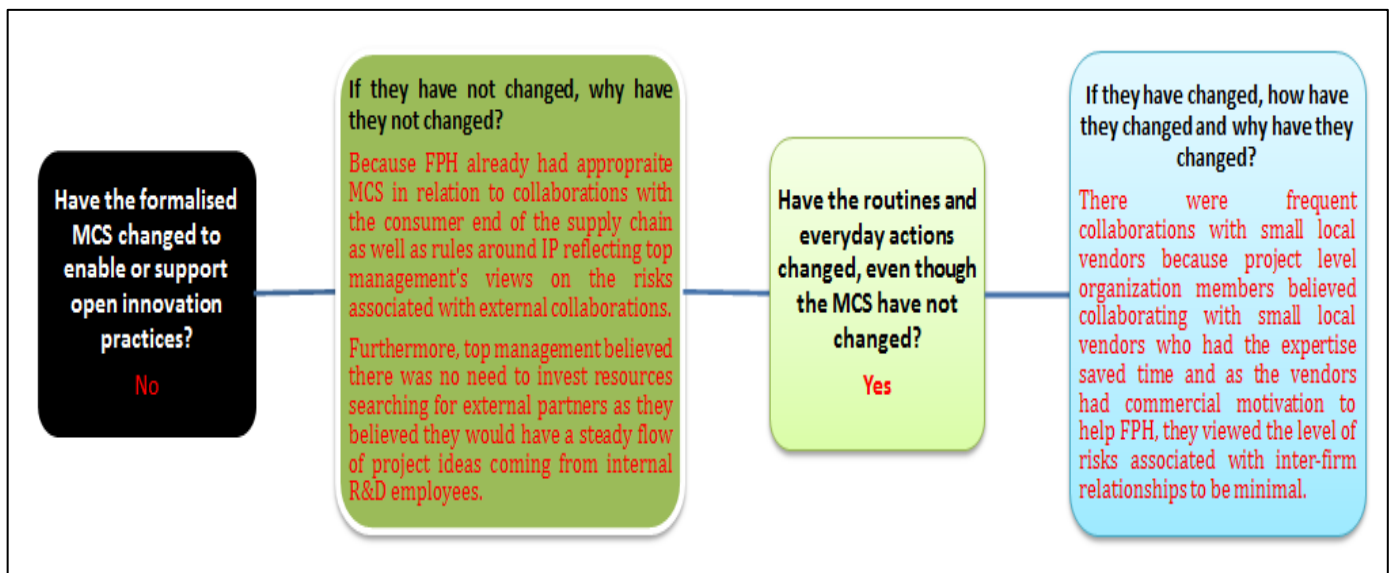 Have the formalised
MCS changed to
enable or support
open innovation
practices?
No
If they have not changed, why have
they not changed?
Because FPH already had appropraite
MCS in relation to collaborations with
the consumer end of the supply chain
as well as rules around IP reflecting top
management's views on the risks
associated with external collaborations.
Furthermore, top management believed
there was no need to invest resources
searching for external partners as they
believed they would have a steady flow
of project ideas coming from internal
R&D employees.
Have the routines and
everyday actions
changed, even though
the MCS have not
changed?
Yes
If they have changed, how have
they changed and why have they
changed?
There were frequent
collaborations with small local
vendors because project level
organization members believed
collaborating with small local
vendors who had the expertise
saved time and as the vendors
had commercial motivation to
help FPH, they viewed the level of
risks associated with inter-firm
relationships to be minimal.